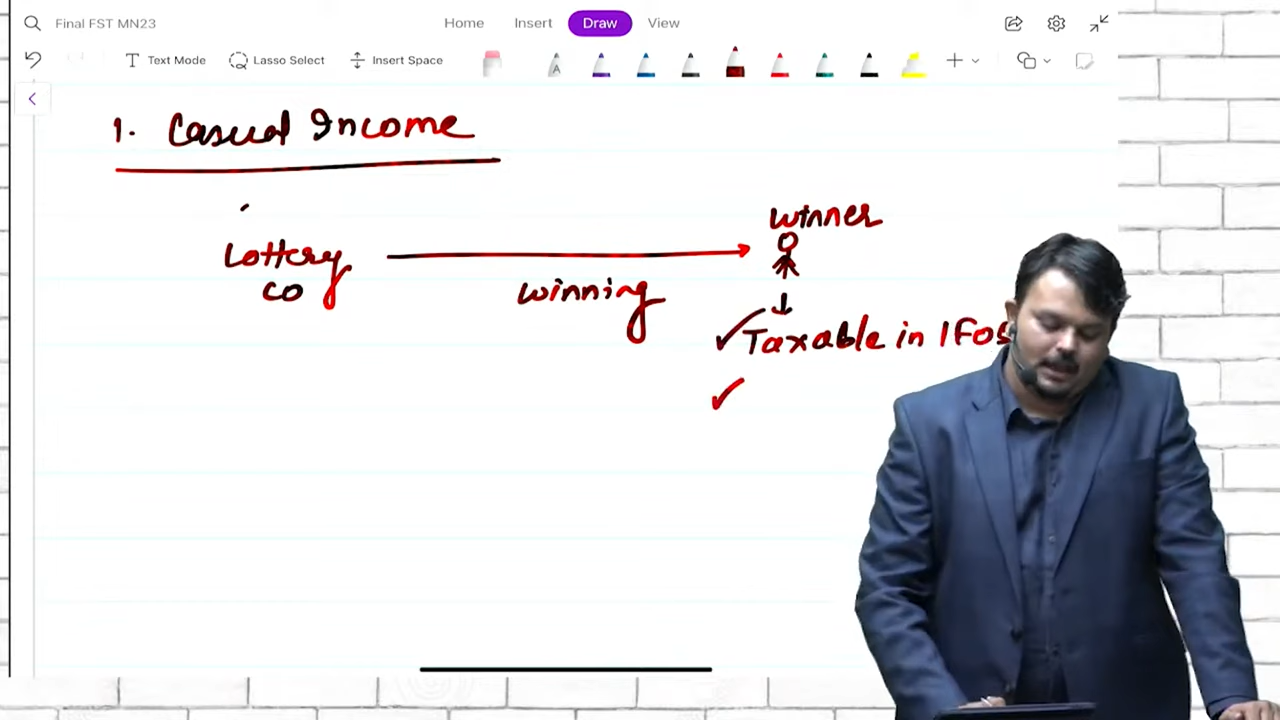 Final FST MN23
Home Insert Draw View
Text Mode Lasso Select Insert Space
A
1. Casual Income
Winner
Lottery
CO
Winning
Taxable in IFOS